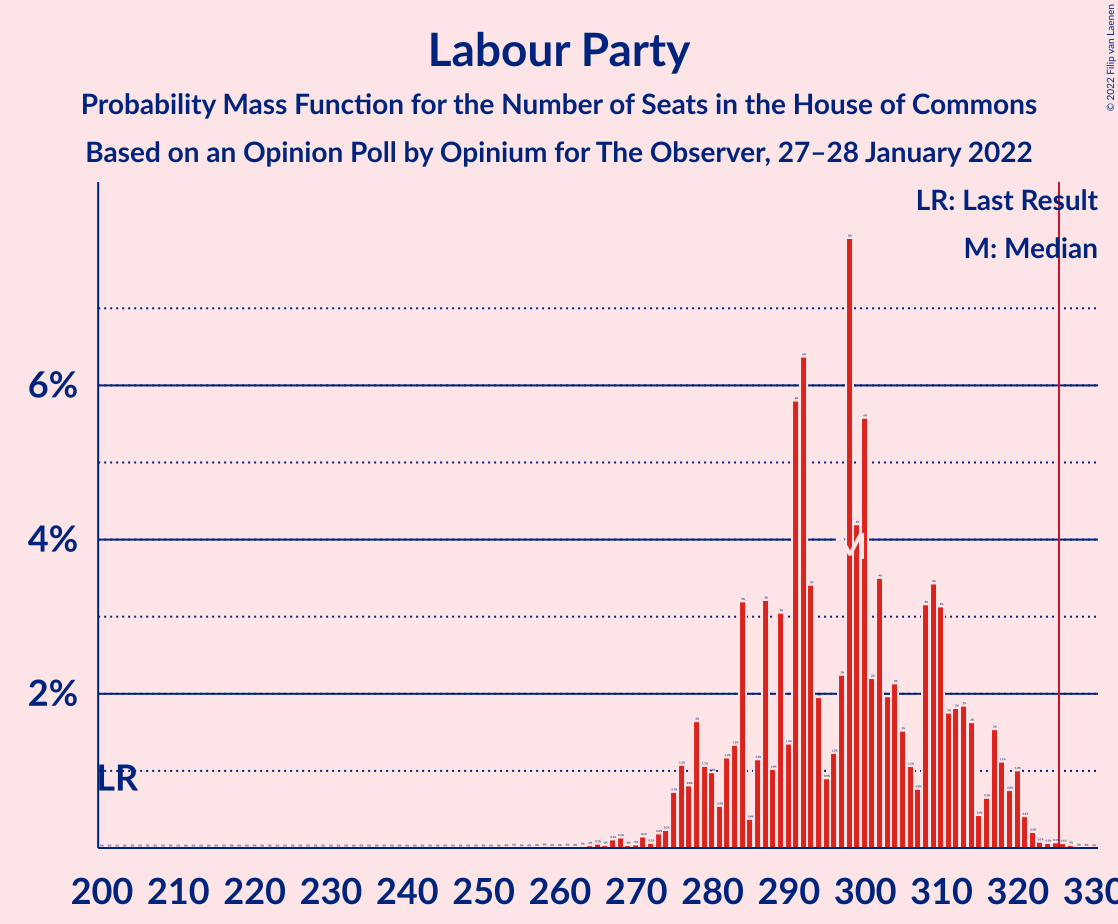 Labour Party
Probability Mass Function for the Number of Seats in the House of Commons
Based on an Opinion Poll by Opinium for The Observer, 27–28 January 2022
© 2022 Filip van Laenen
LR: Last Result
M: Median
6%
4%
2%
M
LR
200 210 220 230 240 250 260 270 280 290 300 310 320 330